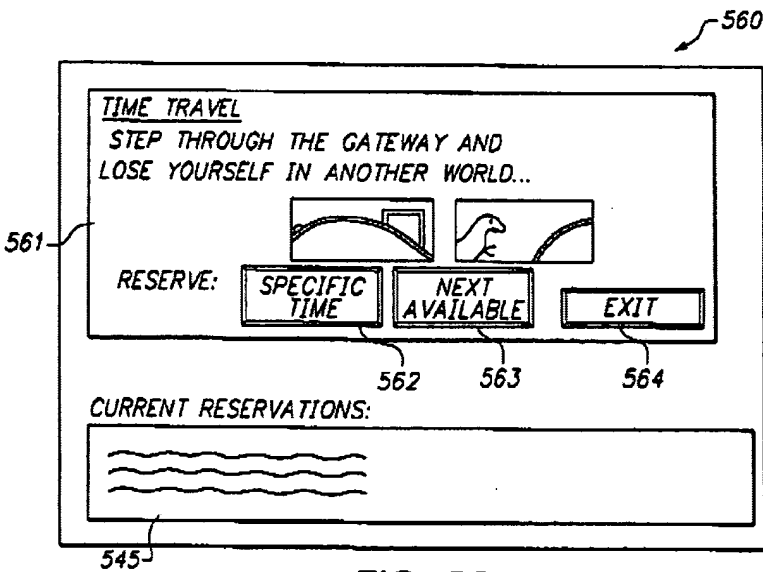 560
TIME TRAVEL
STEP THROUGH THE GATEWAY AND
LOSE YOURSELF IN ANOTHER WORLD...
561
RESERVE:
SPECIFIC
TIME
NEXT
AVAILABLE
EXIT
562
563
564
CURRENT RESERVATIONS:
545